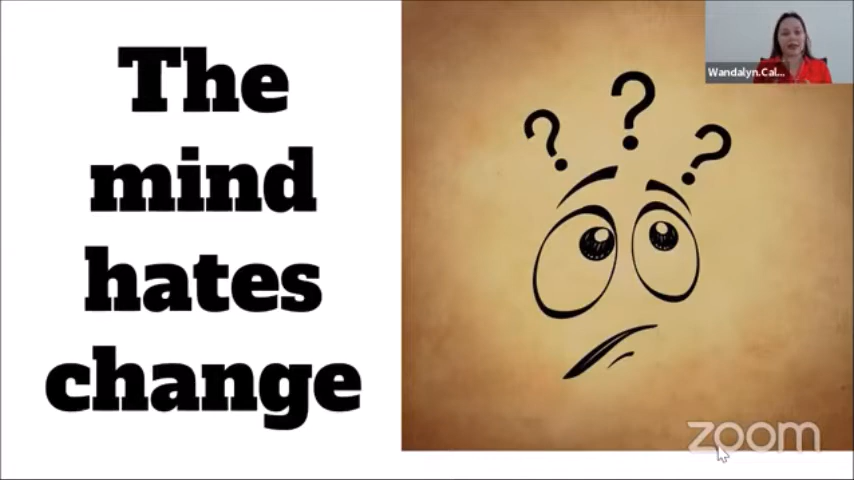 The
mind
hates
change
? ? ?
Wandalyn.Cal...
zoom